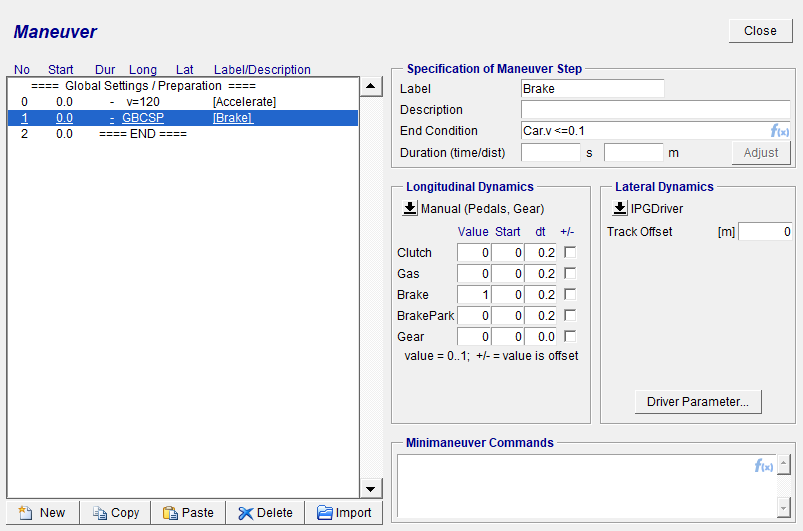 Maneuver
Close
No Start Dur Long Lat Label/Description
==== Global Settings / Preparation ====
0 0.0 - v=120 [Accelerate]
1 0.0 - GBCSP [Brake]
2 0.0 ==== END ====
New Copy Paste Delete Import
Specification of Maneuver Step
Label Brake
Description
End Condition Car.v <=0.1 f(x)
Duration (time/dist) s m Adjust
Longitudinal Dynamics
Manual (Pedals, Gear)
Value Start dt +/-
Clutch 0 0 0.2
Gas 0 0 0.2
Brake 1 0 0.2
BrakePark 0 0 0.2
Gear 0 0 0.0
value = 0..1; +/- = value is offset
Lateral Dynamics
IPGDriver
Track Offset [m] 0
Driver Parameter...
Minimaneuver Commands
f(x)